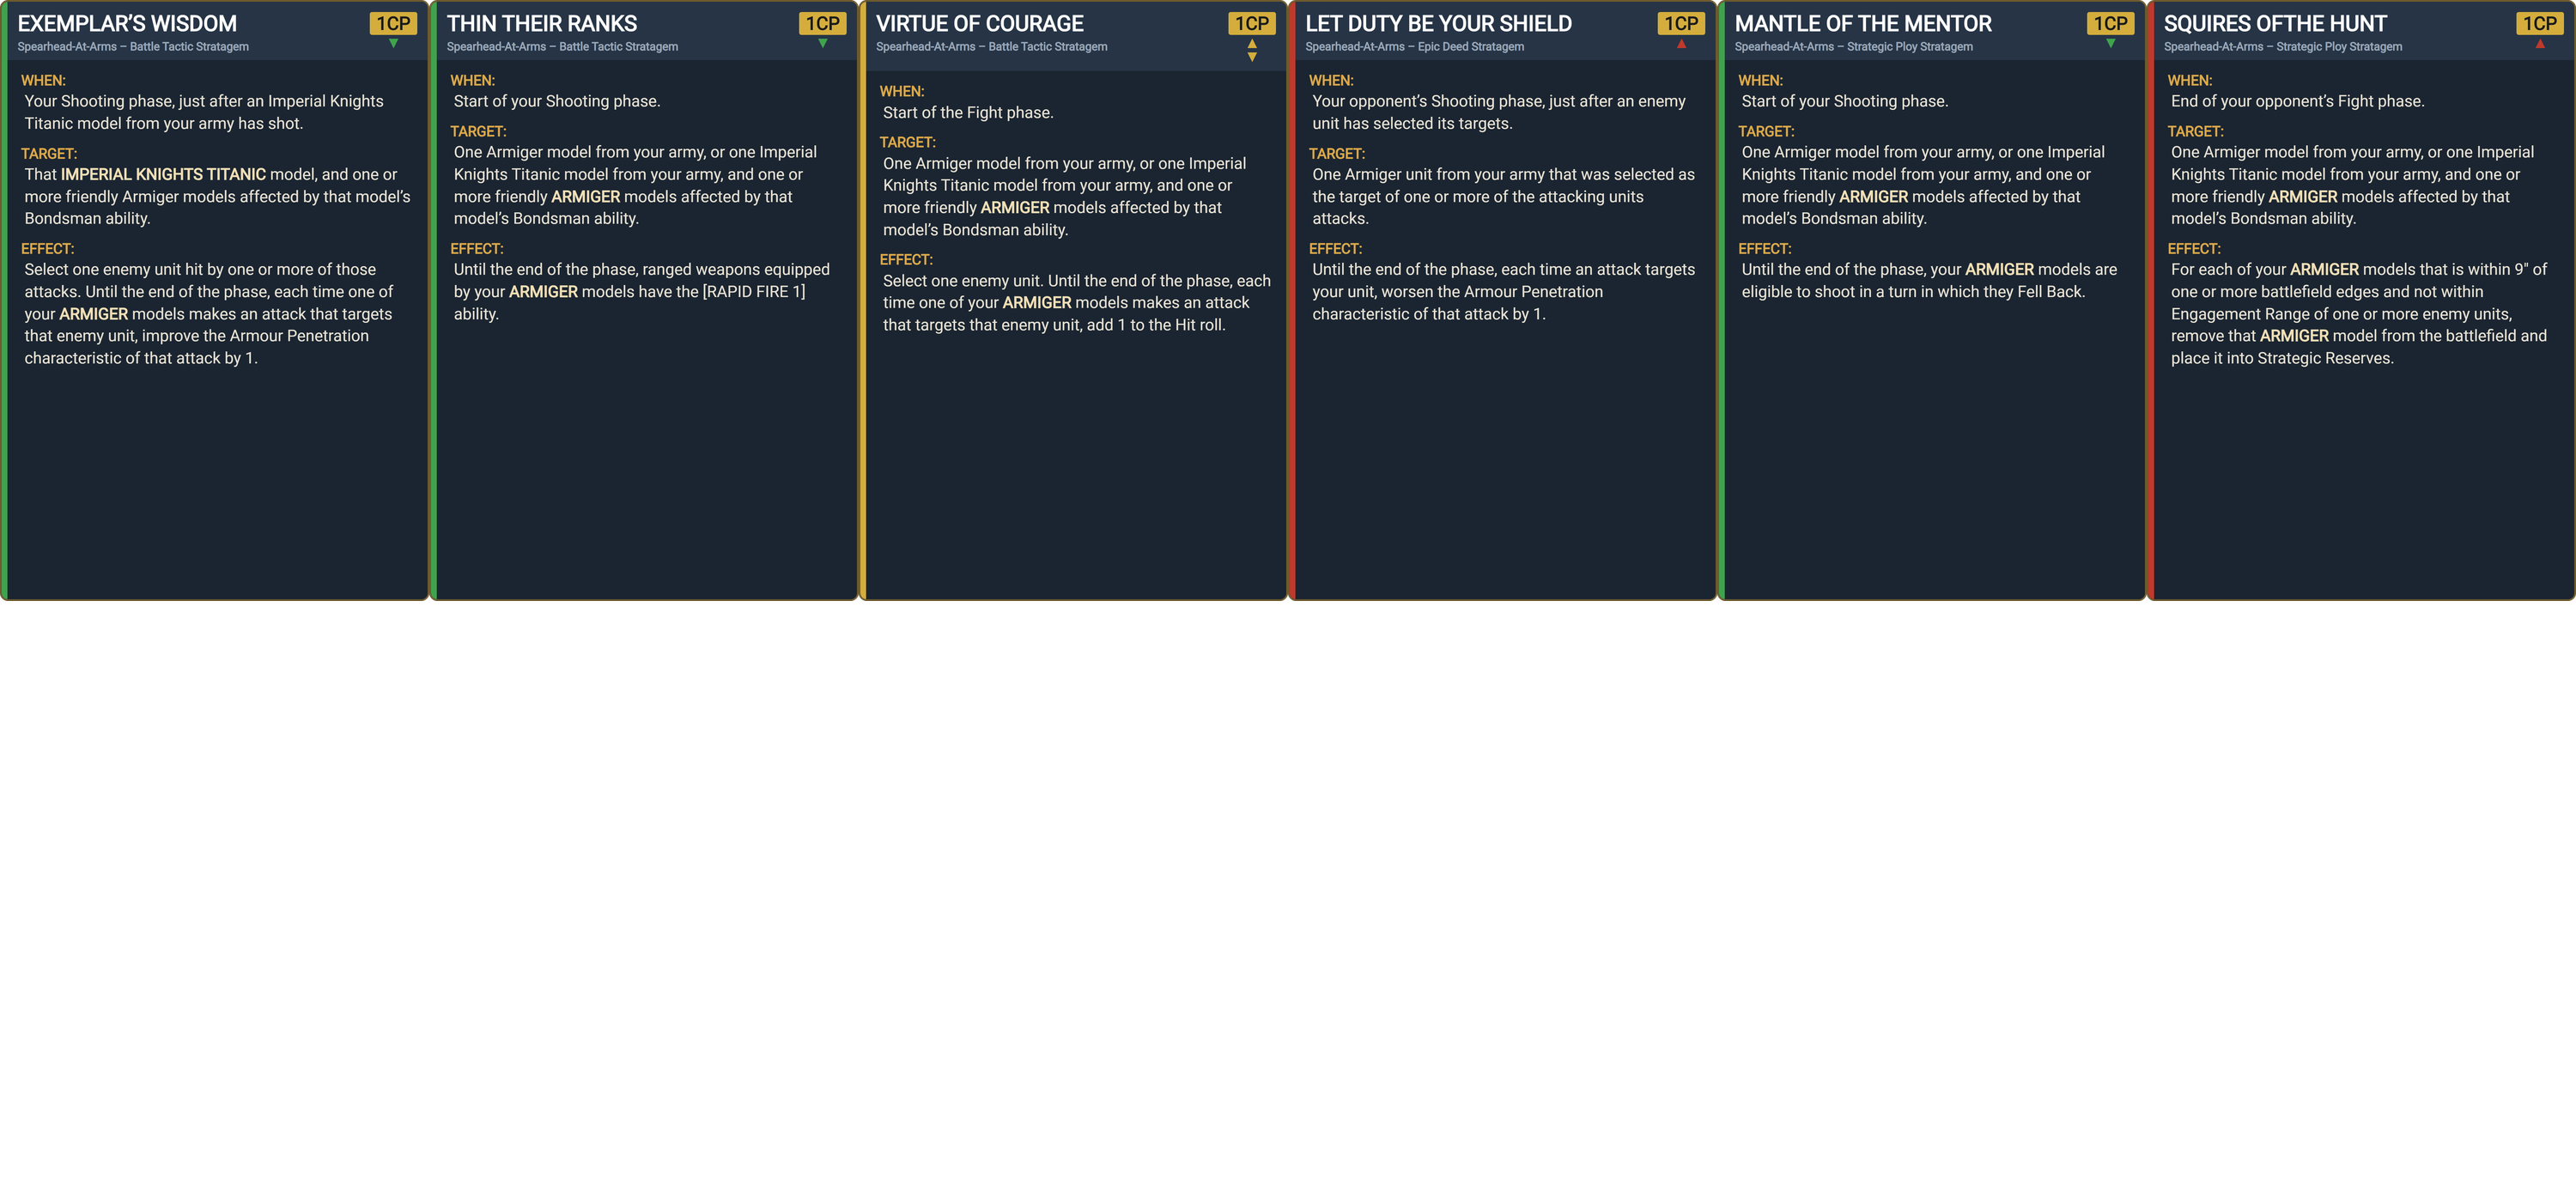 EXEMPLAR’S WISDOM
1CP
Spearhead-At-Arms – Battle Tactic Stratagem
WHEN:
Your Shooting phase, just after an Imperial Knights
Titanic model from your army has shot.
TARGET:
That IMPERIAL KNIGHTS TITANIC model, and one or
more friendly Armiger models affected by that model’s
Bondsman ability.
EFFECT:
Select one enemy unit hit by one or more of those
attacks. Until the end of the phase, each time one of
your ARMIGER models makes an attack that targets
that enemy unit, improve the Armour Penetration
characteristic of that attack by 1.
THIN THEIR RANKS
1CP
Spearhead-At-Arms – Battle Tactic Stratagem
WHEN:
Start of your Shooting phase.
TARGET:
One Armiger model from your army, or one Imperial
Knights Titanic model from your army, and one or
more friendly ARMIGER models affected by that
model’s Bondsman ability.
EFFECT:
Until the end of the phase, ranged weapons equipped
by your ARMIGER models have the [RAPID FIRE 1]
ability.
VIRTUE OF COURAGE
1CP
Spearhead-At-Arms – Battle Tactic Stratagem
WHEN:
Start of the Fight phase.
TARGET:
One Armiger model from your army, or one Imperial
Knights Titanic model from your army, and one or
more friendly ARMIGER models affected by that
model’s Bondsman ability.
EFFECT:
Select one enemy unit. Until the end of the phase, each
time one of your ARMIGER models makes an attack
that targets that enemy unit, add 1 to the Hit roll.
LET DUTY BE YOUR SHIELD
1CP
Spearhead-At-Arms – Epic Deed Stratagem
WHEN:
Your opponent’s Shooting phase, just after an enemy
unit has selected its targets.
TARGET:
One Armiger unit from your army that was selected as
the target of one or more of the attacking units
attacks.
EFFECT:
Until the end of the phase, each time an attack targets
your unit, worsen the Armour Penetration
characteristic of that attack by 1.
MANTLE OF THE MENTOR
1CP
Spearhead-At-Arms – Strategic Ploy Stratagem
WHEN:
Start of your Shooting phase.
TARGET:
One Armiger model from your army, or one Imperial
Knights Titanic model from your army, and one or
more friendly ARMIGER models affected by that
model’s Bondsman ability.
EFFECT:
Until the end of the phase, your ARMIGER models are
eligible to shoot in a turn in which they Fell Back.
SQUIRES OFTHE HUNT
1CP
Spearhead-At-Arms – Strategic Ploy Stratagem
WHEN:
End of your opponent’s Fight phase.
TARGET:
One Armiger model from your army, or one Imperial
Knights Titanic model from your army, and one or
more friendly ARMIGER models affected by that
model’s Bondsman ability.
EFFECT:
For each of your ARMIGER models that is within 9" of
one or more battlefield edges and not within
Engagement Range of one or more enemy units,
remove that ARMIGER model from the battlefield and
place it into Strategic Reserves.